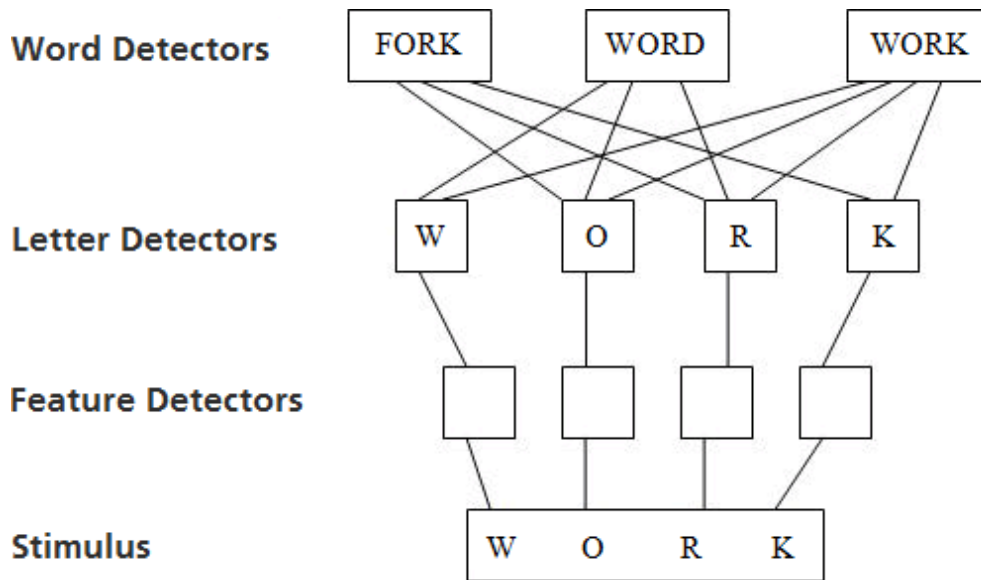 Word Detectors FORK WORD WORK
Letter Detectors W O R K
Feature Detectors
Stimulus W O R K